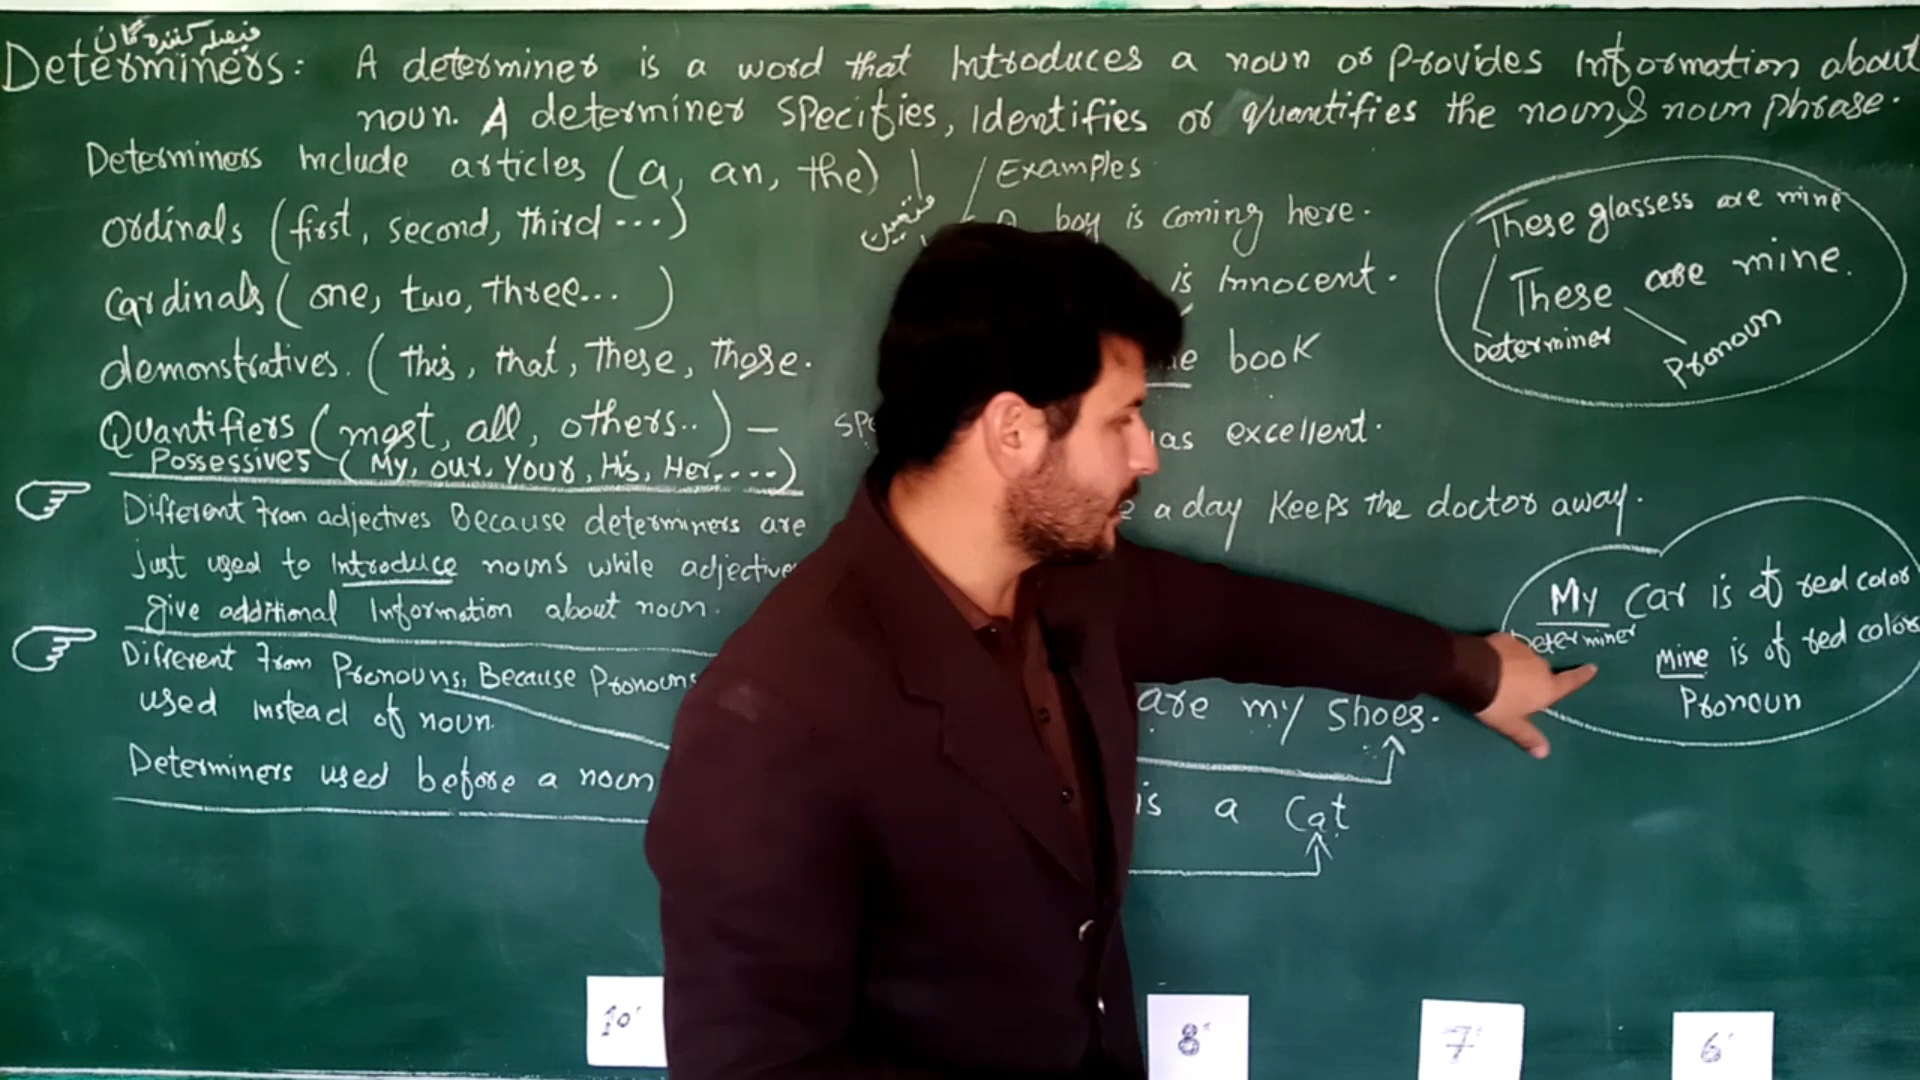 فیصلہ کنندہ گان
Determiners: A determiner is a word that Introduces a noun or Provides Information about
noun. A determiner specifies, Identifies or quantifies the noun & noun Phrase.
Determiners Include articles (a, an, the)
ordinals (first, second, third ...)
Cardinals ( one, two, three... )
demonstratives. ( this, that, These, Those.
Quantifiers (most, all, others..) —
Possessives (My, our, Your, His, Her,....)
Different from adjectives Because determiners are
Just used to Introduce nouns while adjective
give additional Information about noun.
Different from Pronouns, Because Pronouns
used instead of noun.
Determiners used before a noun
Examples
boy is coming here.
is Innocent.
book
as excellent.
a day Keeps The doctor away.
are my shoes.
is a Cat
These glassess are mine
These are mine.
Determiner
Pronoun
My Car is of red color
Determiner
Mine is of red color
Pronoun
10
8
7
6